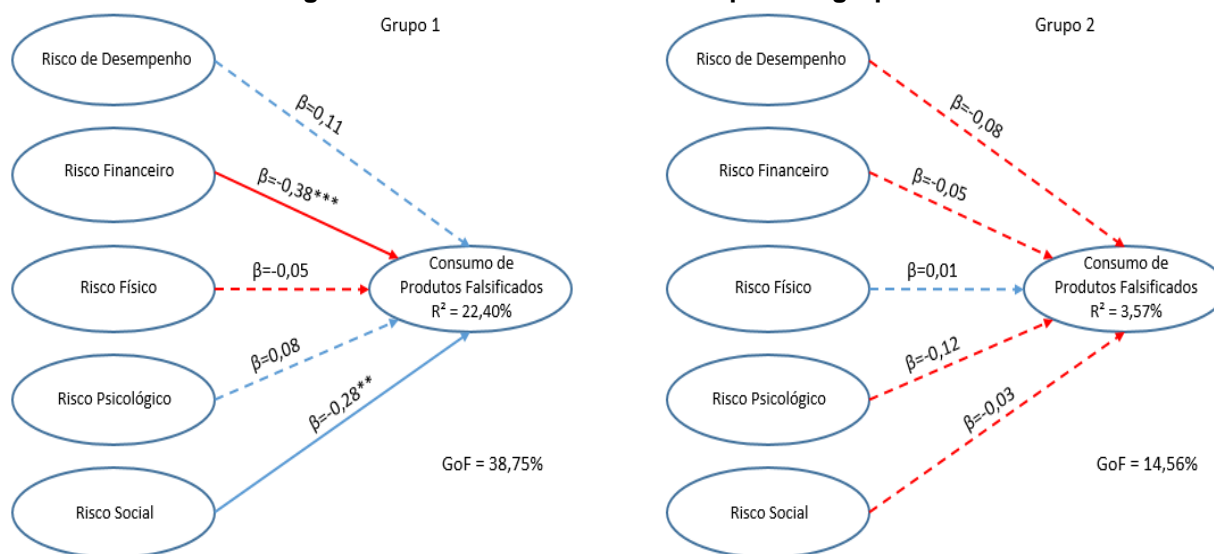 Grupo 1
Risco de Desempenho
β=0,11
Risco Financeiro
β=-0,38***
Risco Físico
β=-0,05
Consumo de
Produtos Falsificados
R² = 22,40%
Risco Psicológico
β=0,08
β=-0,28**
Risco Social
GoF = 38,75%
Grupo 2
Risco de Desempenho
β=-0,08
Risco Financeiro
β=-0,05
Risco Físico
β=0,01
Consumo de
Produtos Falsificados
R² = 3,57%
Risco Psicológico
β=-0,12
β=-0,03
Risco Social
GoF = 14,56%